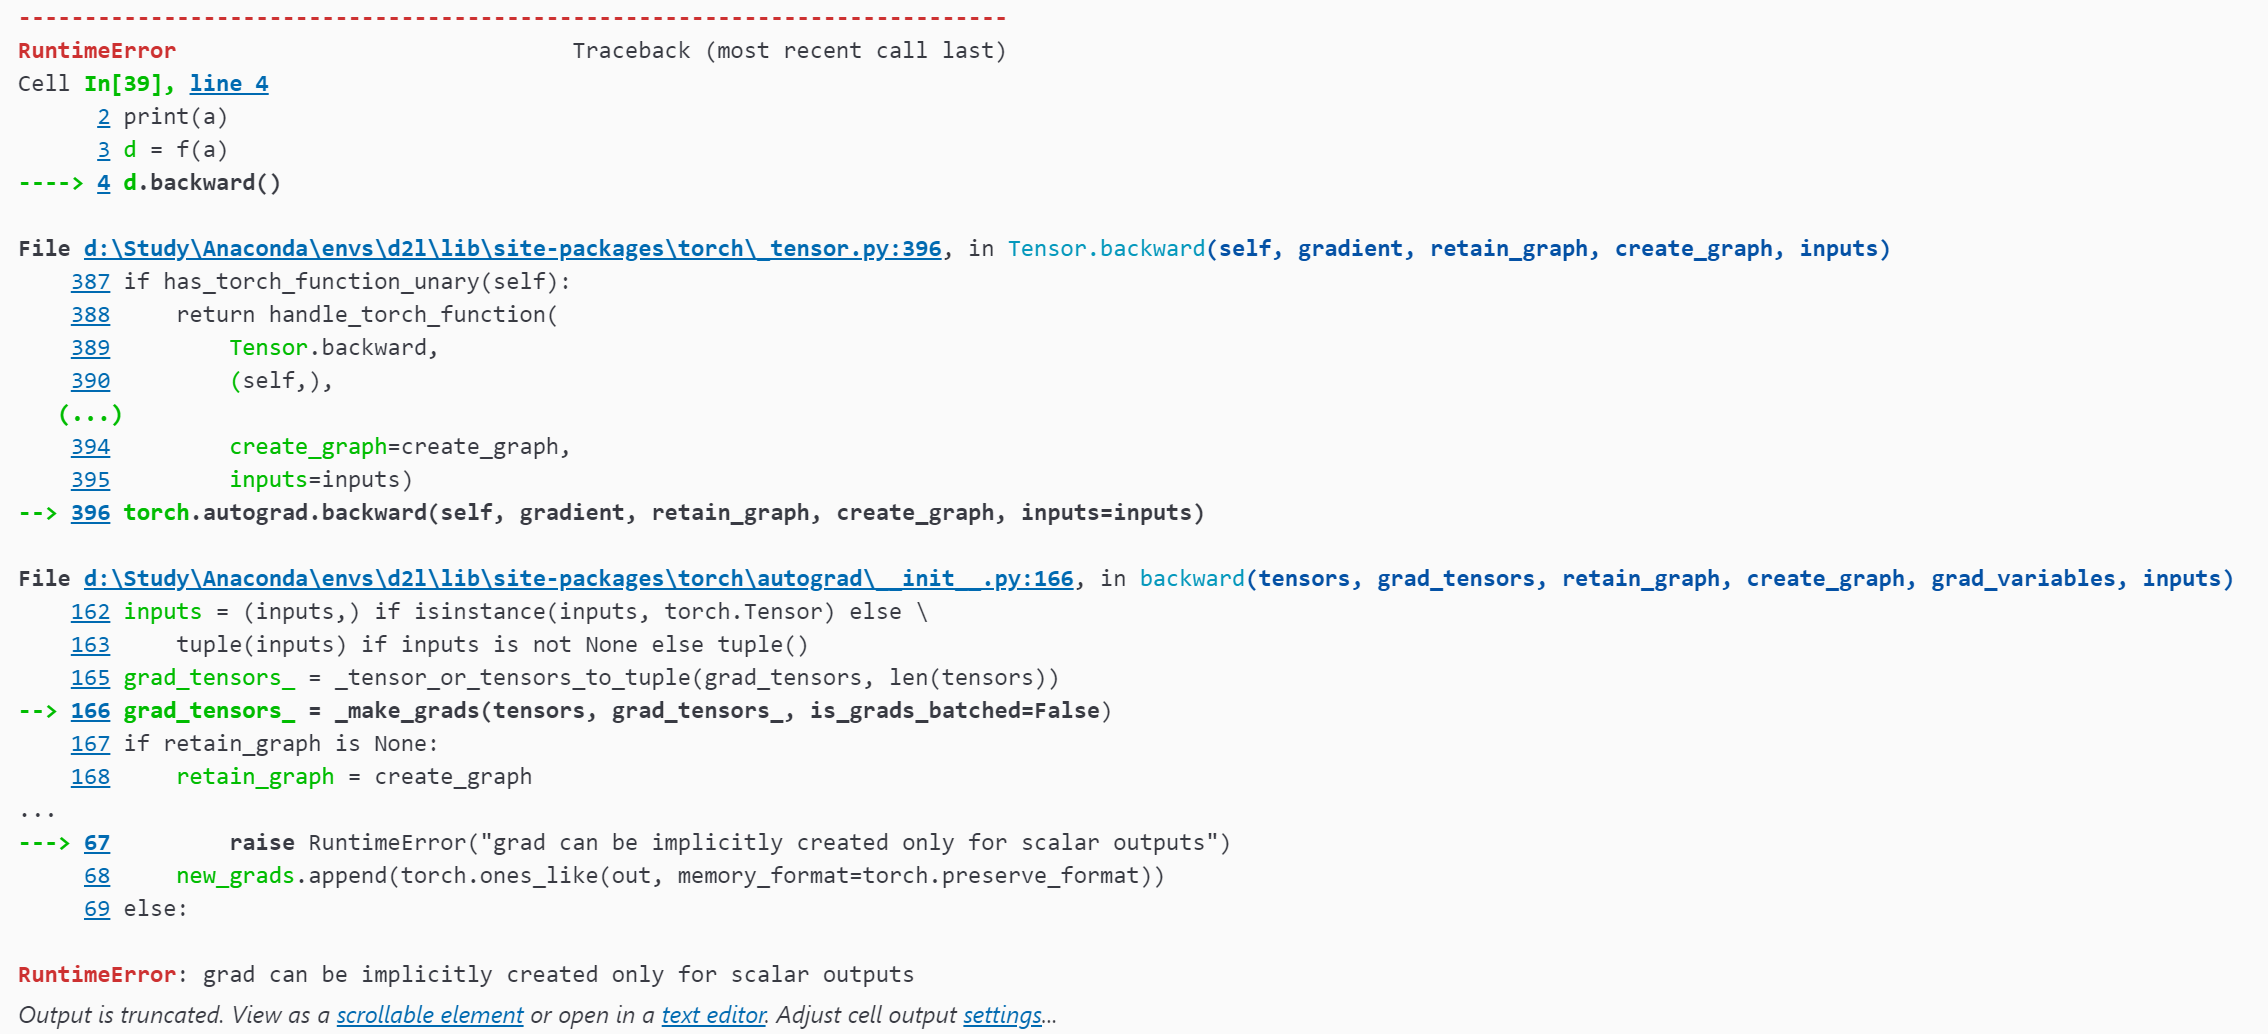 ---------------------------------------------------------------------------
RuntimeError                              Traceback (most recent call last)
Cell In[39], line 4
      2 print(a)
      3 d = f(a)
----> 4 d.backward()
File d:\Study\Anaconda\envs\d2l\lib\site-packages\torch\_tensor.py:396, in Tensor.backward(self, gradient, retain_graph, create_graph, inputs)
    387 if has_torch_function_unary(self):
    388     return handle_torch_function(
    389         Tensor.backward,
    390         (self,),
   (...)
    394         create_graph=create_graph,
    395         inputs=inputs)
--> 396 torch.autograd.backward(self, gradient, retain_graph, create_graph, inputs=inputs)
File d:\Study\Anaconda\envs\d2l\lib\site-packages\torch\autograd\__init__.py:166, in backward(tensors, grad_tensors, retain_graph, create_graph, grad_variables, inputs)
    162 inputs = (inputs,) if isinstance(inputs, torch.Tensor) else \
    163     tuple(inputs) if inputs is not None else tuple()
    165 grad_tensors_ = _tensor_or_tensors_to_tuple(grad_tensors, len(tensors))
--> 166 grad_tensors_ = _make_grads(tensors, grad_tensors_, is_grads_batched=False)
    167 if retain_graph is None:
    168     retain_graph = create_graph
...
---> 67         raise RuntimeError("grad can be implicitly created only for scalar outputs")
     68     new_grads.append(torch.ones_like(out, memory_format=torch.preserve_format))
     69 else:
RuntimeError: grad can be implicitly created only for scalar outputs
Output is truncated. View as a scrollable element or open in a text editor. Adjust cell output settings...